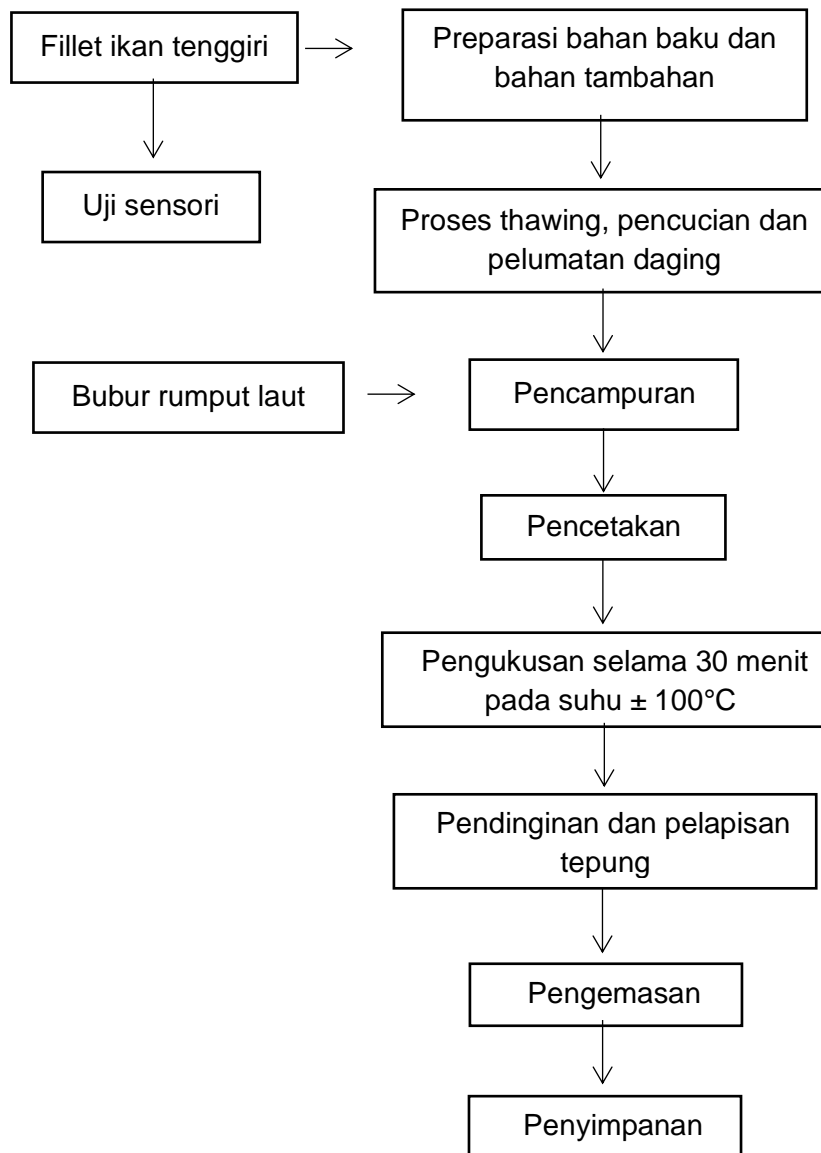 Fillet ikan tenggiri
Preparasi bahan baku dan
bahan tambahan
Uji sensori
Proses thawing, pencucian dan
pelumatan daging
Bubur rumput laut
Pencampuran
Pencetakan
Pengukusan selama 30 menit
pada suhu ± 100°C
Pendinginan dan pelapisan
tepung
Pengemasan
Penyimpanan